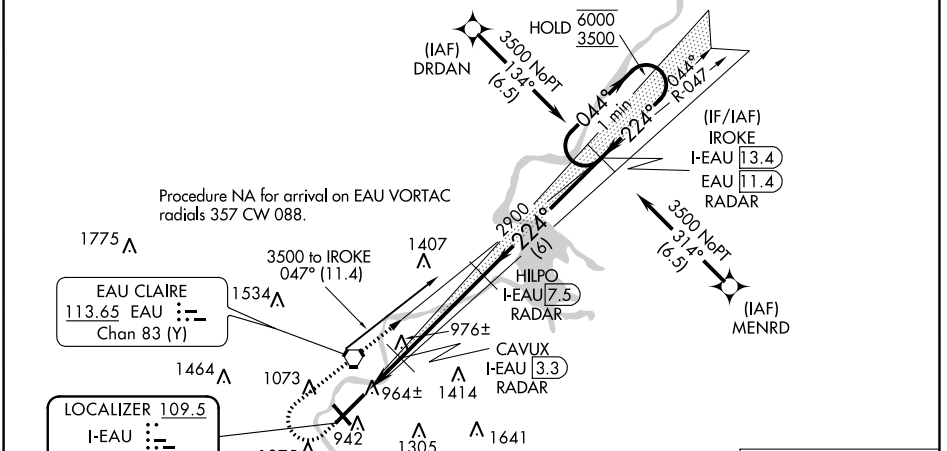 HOLD 6000
3500
(IAF)
DRDAN
3500 NoPT
134°
(6.5)
044°
1 min
224°
044°
R-047
(IF/IAF)
IROKE
I-EAU 13.4
EAU 11.4
RADAR
Procedure NA for arrival on EAU VORTAC
radials 357 CW 088.
2900
224°
(6)
3500 NoPT
314°
(6.5)
(IAF)
MENRD
1775
3500 to IROKE
047° (11.4)
1407
HILPO
I-EAU 7.5
RADAR
EAU CLAIRE
113.65 EAU
Chan 83 (Y)
1534
976±
CAVUX
I-EAU 3.3
RADAR
1464
1073
964±
1414
LOCALIZER 109.5
I-EAU
942
1305
1641